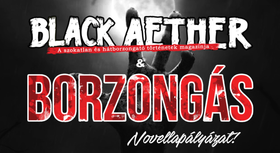 BLACK AETHER
A szokatlan és hátborzongató történetek magazinja
&
BORZONGÁS
Novellapályázat!